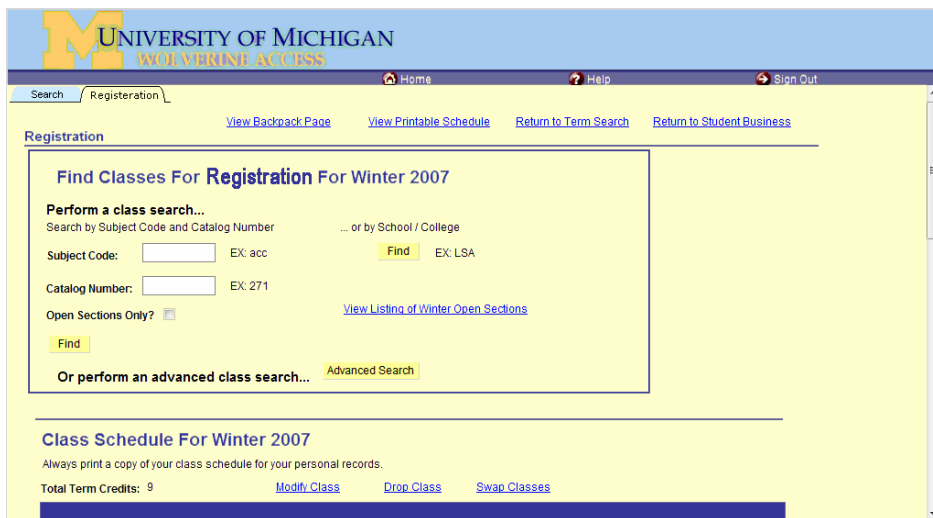 UNIVERSITY OF MICHIGAN
WOLVERINE ACCESS
Home Help Sign Out
Search Registeration
View Backpack Page View Printable Schedule Return to Term Search Return to Student Business
Registration
Find Classes For Registration For Winter 2007
Perform a class search...
Search by Subject Code and Catalog Number ... or by School / College
Subject Code: EX: acc Find EX: LSA
Catalog Number: EX: 271
Open Sections Only? View Listing of Winter Open Sections
Find
Or perform an advanced class search... Advanced Search
Class Schedule For Winter 2007
Always print a copy of your class schedule for your personal records.
Total Term Credits: 9 Modify Class Drop Class Swap Classes